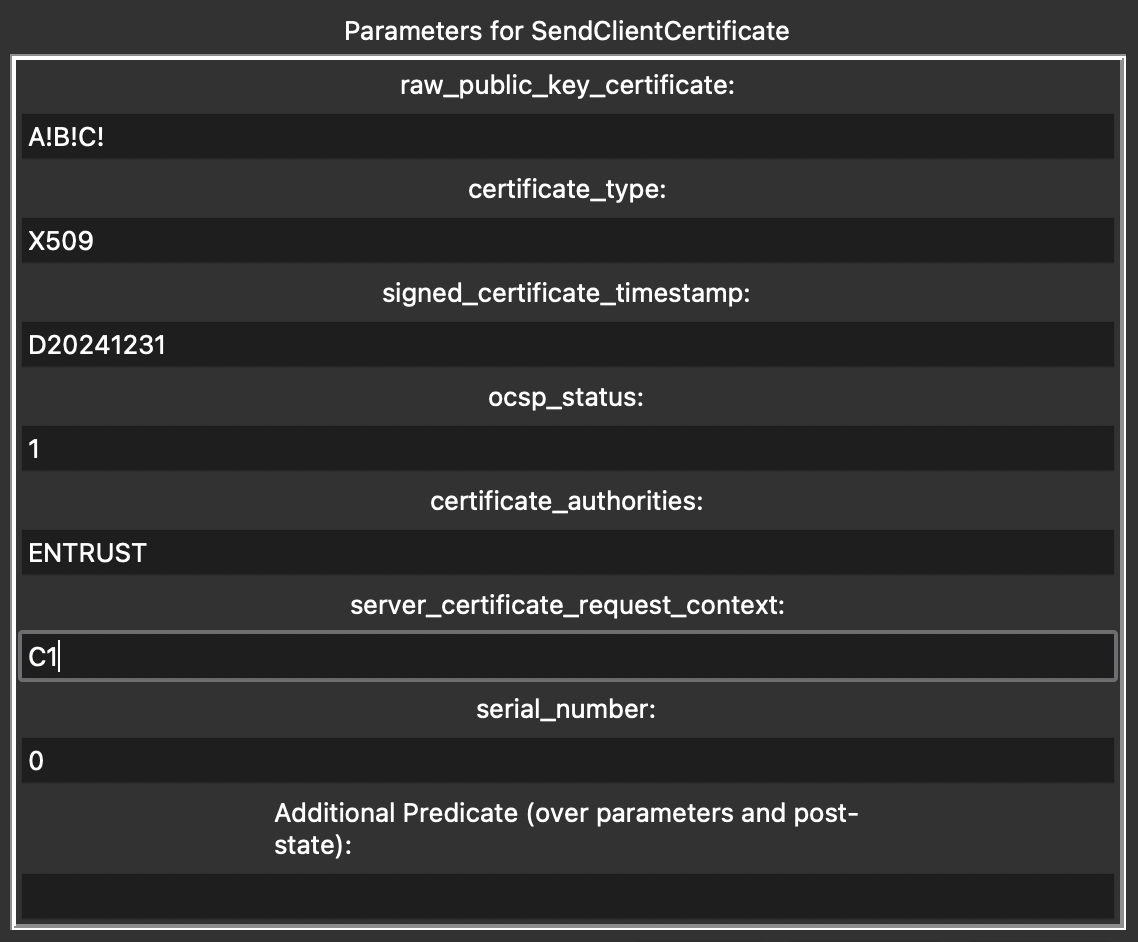 Parameters for SendClientCertificate
raw_public_key_certificate:
A!B!C!
certificate_type:
X509
signed_certificate_timestamp:
D20241231
ocsp_status:
1
certificate_authorities:
ENTRUST
server_certificate_request_context:
C1
serial_number:
0
Additional Predicate (over parameters and post-
state):